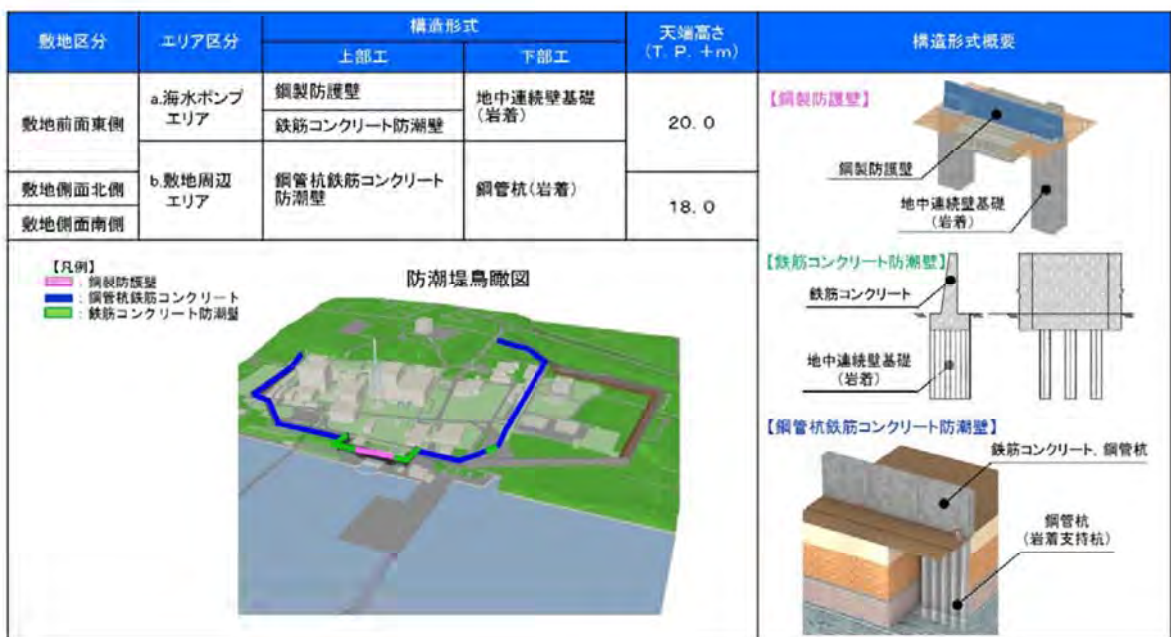 敷地区分
エリア区分
構造形式
上部工
下部工
天端高さ
(T. P. +m)
構造形式概要
敷地前面東側
a.海水ポンプ
エリア
鋼製防護壁
鉄筋コンクリート防潮壁
地中連続壁基礎
(岩着)
20. 0
敷地側面北側
敷地側面南側
b.敷地周辺
エリア
鋼管杭鉄筋コンクリート
防潮壁
鋼管杭(岩着)
18. 0
【凡例】
: 鋼製防護壁
: 鋼管杭鉄筋コンクリート
: 鉄筋コンクリート防潮壁
防潮堤鳥瞰図
【鋼製防護壁】
鋼製防護壁
地中連続壁基礎
(岩着)
【鉄筋コンクリート防潮壁】
鉄筋コンクリート
地中連続壁基礎
(岩着)
【鋼管杭鉄筋コンクリート防潮壁】
鉄筋コンクリート、鋼管杭
鋼管杭
(岩着支持杭)